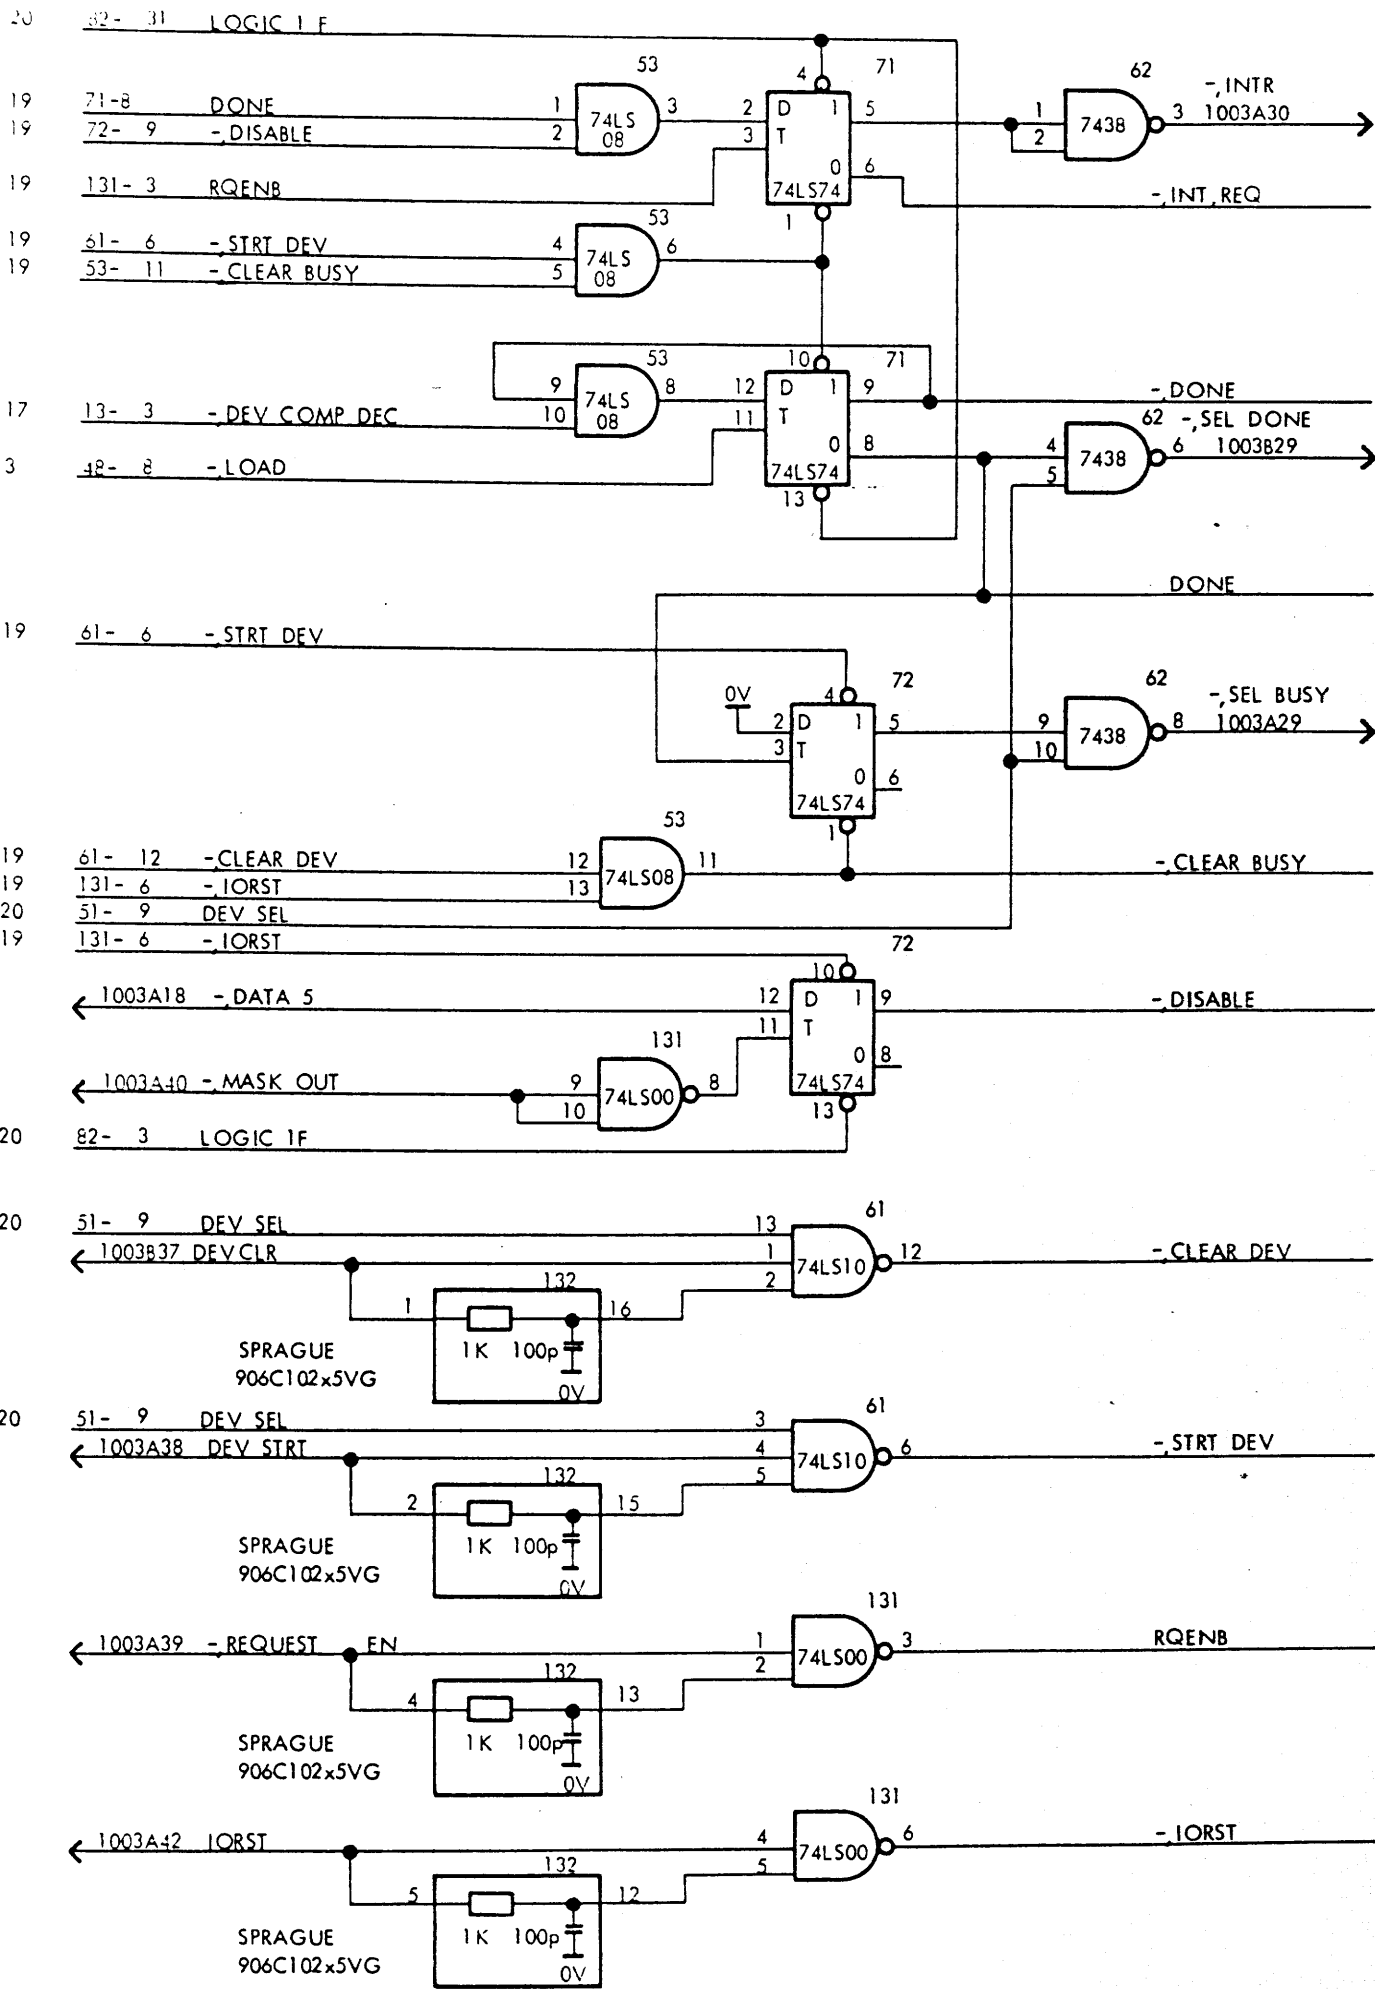 20 82- 31 LOGIC 1 F
53
4 71
62
-,INTR
19 71-8 DONE 1 74LS 08 3 2 D 1 5 1 7438 3 1003A30
19 72- 9 -,DISABLE 2 3 T 2
0 6
19 131- 3 RQENB 74LS74 -,INT,REQ
1
53
19 61- 6 -,STRT DEV 4 74LS 08 6
19 53- 11 -,CLEAR BUSY 5
53 10 71
9 74LS 08 8 12 D 1 9 -,DONE
17 13- 3 -,DEV COMP DEC 10 11 T
62 -,SEL DONE
0 8 4 7438 6 1003B29
3 48- 8 -,LOAD 74LS74 5
13
DONE
19 61- 6 -,STRT DEV
0V 4 72 62
-,SEL BUSY
2 D 1 5 9 7438 8 1003A29
3 T 10
0 6
74LS74
53 1
19 61- 12 -,CLEAR DEV 12 74LS08 11 -,CLEAR BUSY
19 131- 6 -,IORST 13
20 51- 9 DEV SEL
19 131- 6 -,IORST 72
10
1003A18 -,DATA 5 12 D 1 9 -,DISABLE
11 T
131
0 8
1003A40 -,MASK OUT 9 74LS00 8 74LS74
10 13
20 82- 3 LOGIC 1F
61
20 51- 9 DEV SEL 13
1003B37 DEV CLR 1 74LS10 12 -,CLEAR DEV
132 2
1 16
SPRAGUE 1K 100p
906C102x5VG 0V
61
20 51- 9 DEV SEL 3
1003A38 DEV STRT 4 74LS10 6 -,STRT DEV
132 5
2 15
SPRAGUE 1K 100p
906C102x5VG 0V
131
1003A39 -,REQUEST EN 1 74LS00 3 RQENB
132 2
4 13
SPRAGUE 1K 100p
906C102x5VG 0V
131
1003A42 IORST 4 74LS00 6 -,IORST
132 5
5 12
SPRAGUE 1K 100p
906C102x5VG 0V